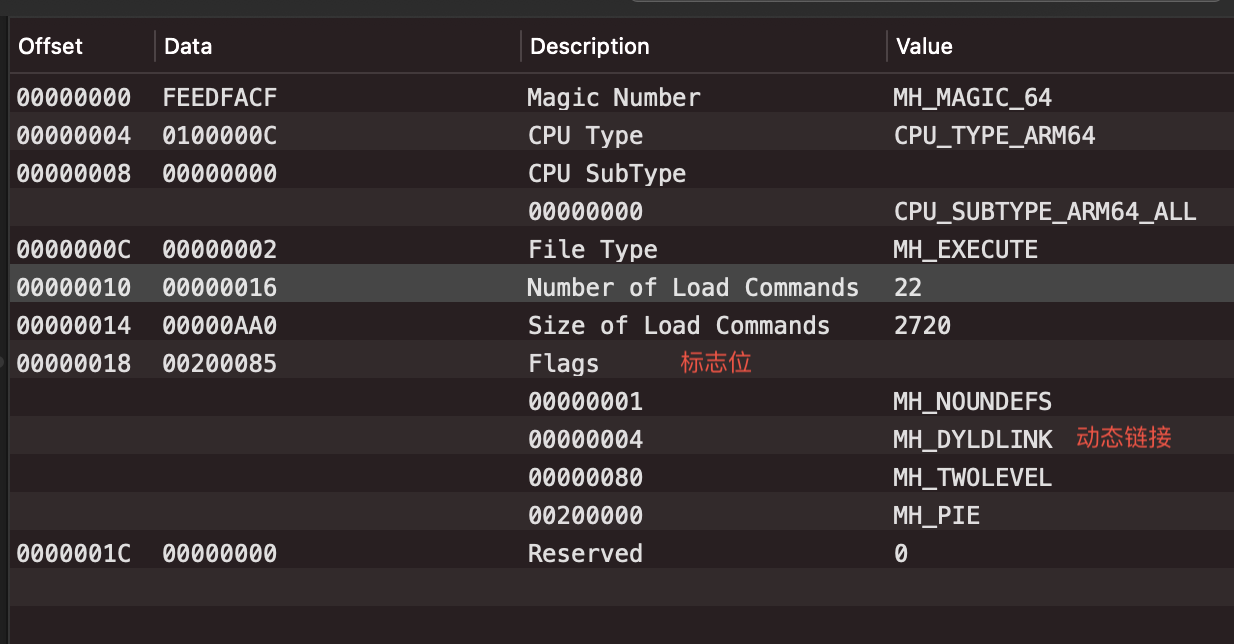 Offset Data Description Value
00000000 FEEDFACF Magic Number MH_MAGIC_64
00000004 0100000C CPU Type CPU_TYPE_ARM64
00000008 00000000 CPU SubType
00000000 CPU_SUBTYPE_ARM64_ALL
0000000C 00000002 File Type MH_EXECUTE
00000010 00000016 Number of Load Commands 22
00000014 00000AA0 Size of Load Commands 2720
00000018 00200085 Flags 标志位
00000001 MH_NOUNDEFS
00000004 MH_DYLDLINK 动态链接
00000080 MH_TWOLEVEL
00200000 MH_PIE
0000001C 00000000 Reserved 0